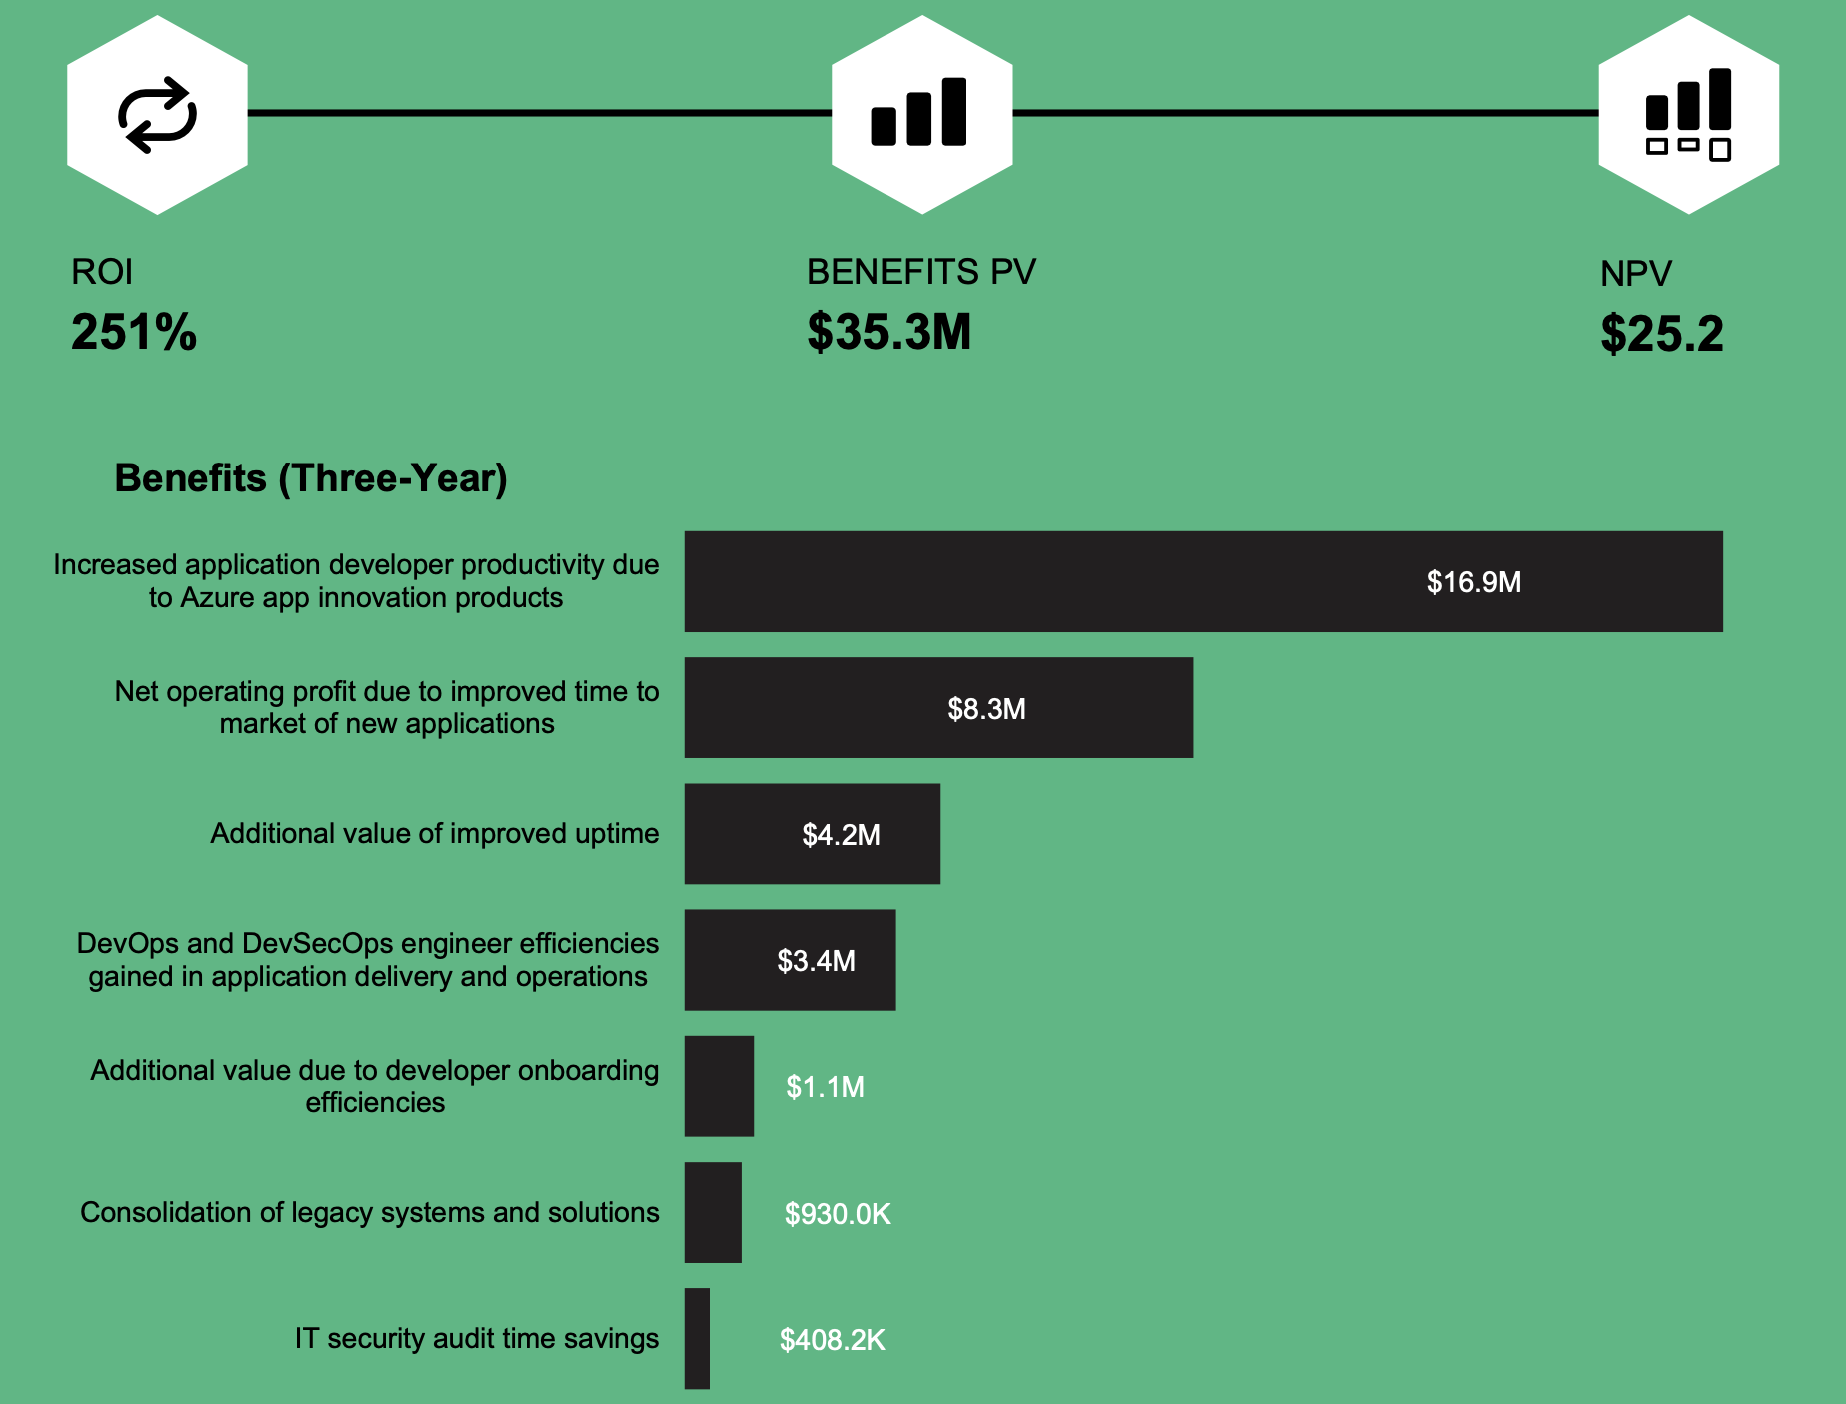 ROI
251%
BENEFITS PV
$35.3M
NPV
$25.2
Benefits (Three-Year)
Increased application developer productivity due
to Azure app innovation products
$16.9M
Net operating profit due to improved time to
market of new applications
$8.3M
Additional value of improved uptime
$4.2M
DevOps and DevSecOps engineer efficiencies
gained in application delivery and operations
$3.4M
Additional value due to developer onboarding
efficiencies
$1.1M
Consolidation of legacy systems and solutions
$930.0K
IT security audit time savings
$408.2K